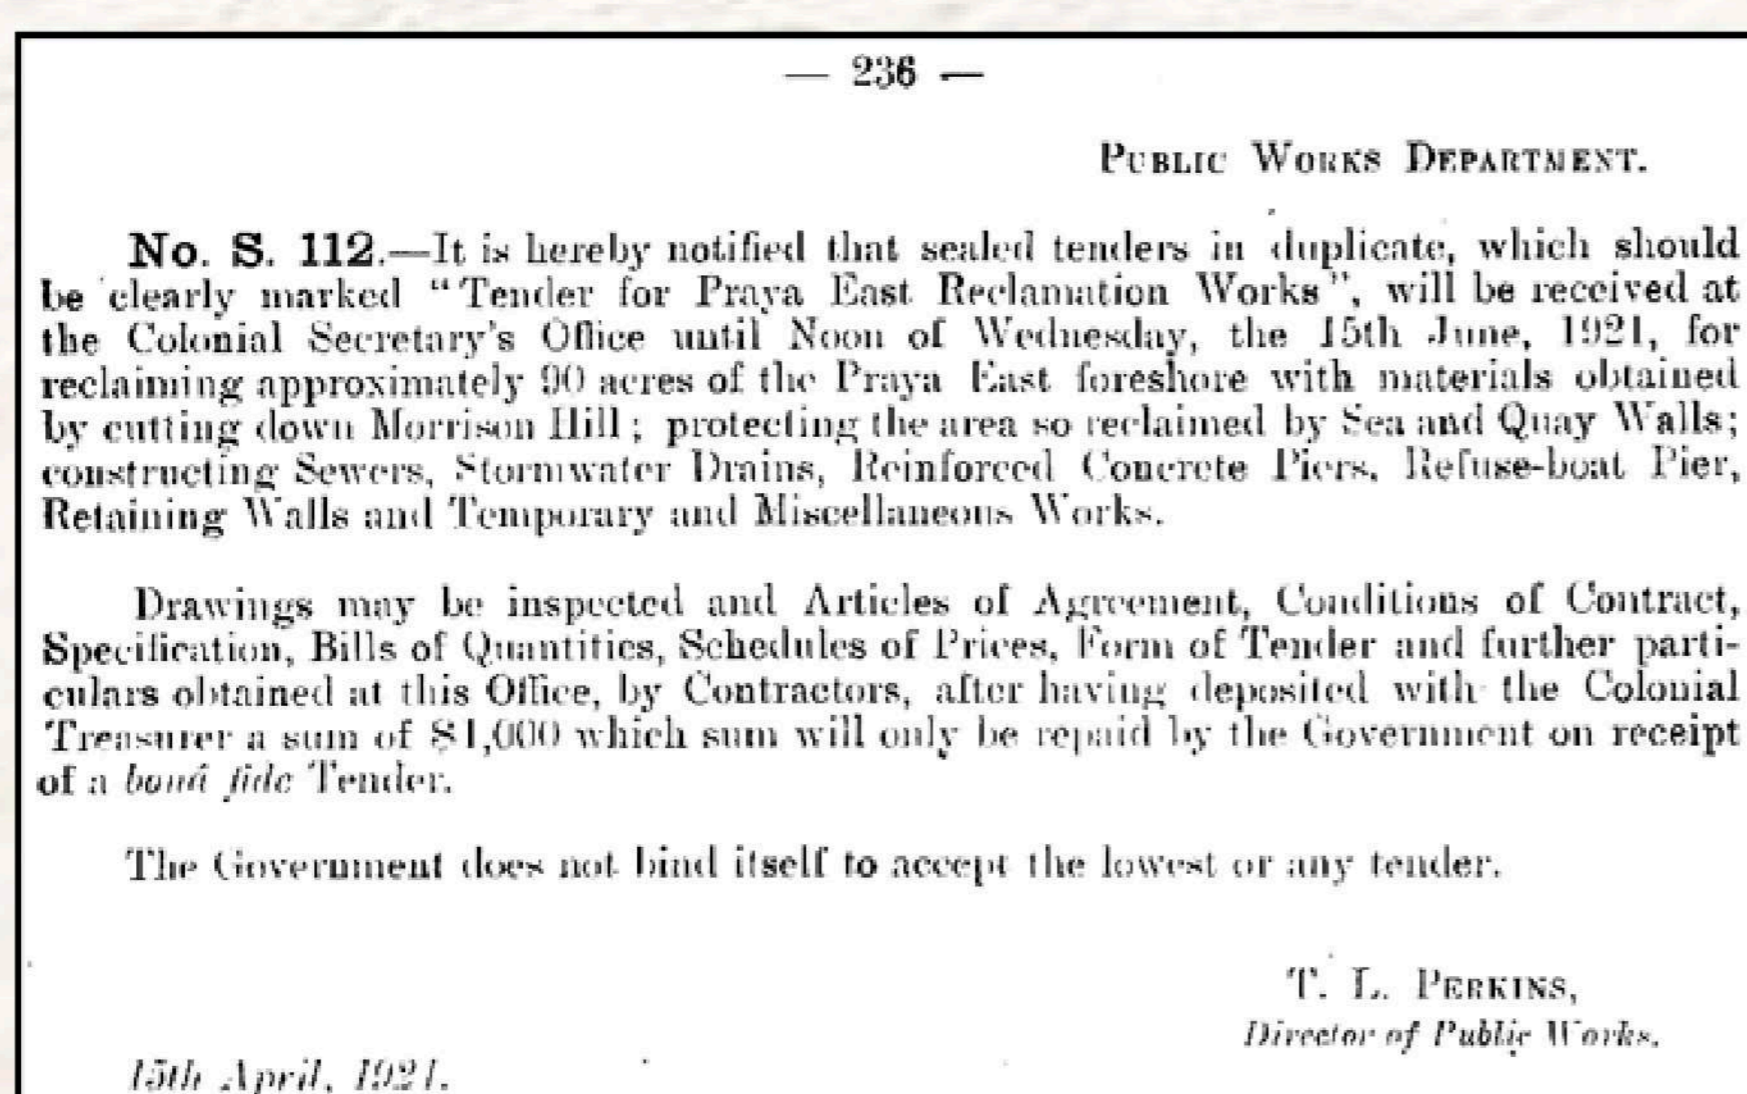 — 236 —
PUBLIC WORKS DEPARTMENT.
No. S. 112.—It is hereby notified that sealed tenders in duplicate, which should
be clearly marked “Tender for Praya East Reclamation Works”, will be received at
the Colonial Secretary’s Office until Noon of Wednesday, the 15th June, 1921, for
reclaiming approximately 90 acres of the Praya East foreshore with materials obtained
by cutting down Morrison Hill; protecting the area so reclaimed by Sea and Quay Walls;
constructing Sewers, Stormwater Drains, Reinforced Concrete Piers, Refuse-boat Pier,
Retaining Walls and Temporary and Miscellaneous Works.
Drawings may be inspected and Articles of Agreement, Conditions of Contract,
Specification, Bills of Quantities, Schedules of Prices, Form of Tender and further parti-
culars obtained at this Office, by Contractors, after having deposited with the Colonial
Treasurer a sum of $1,000 which sum will only be repaid by the Government on receipt
of a bonâ fide Tender.
The Government does not bind itself to accept the lowest or any tender.
T. L. PERKINS,
Director of Public Works.
15th April, 1921.